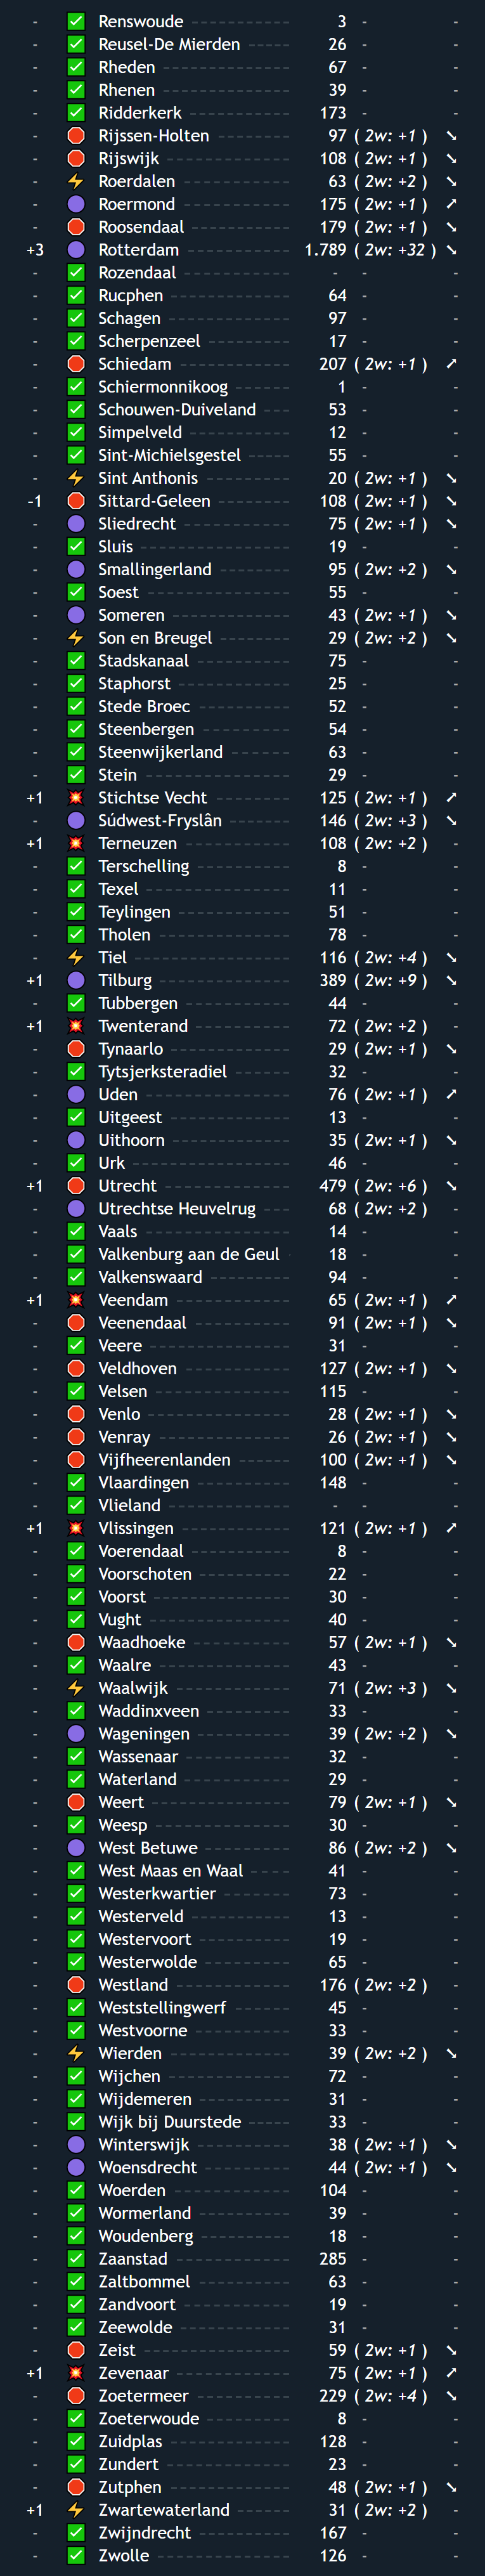 - ✅ Renswoude ------ 3 - -
- ✅ Reusel-De Mierden ------ 26 - -
- ✅ Rheden ------ 67 - -
- ✅ Rhenen ------ 39 - -
- ✅ Ridderkerk ------ 173 - -
- 🛑 Rijssen-Holten ------ 97 ( 2w: +1 ) ➘
- 🛑 Rijswijk ------ 108 ( 2w: +1 ) ➘
- ⚡ Roerdalen ------ 63 ( 2w: +2 ) ➘
- 🟣 Roermond ------ 175 ( 2w: +1 ) ➚
- 🛑 Roosendaal ------ 179 ( 2w: +1 ) ➘
+3 🟣 Rotterdam ------ 1.789 ( 2w: +32 ) ➘
- ✅ Rozendaal ------ - - -
- ✅ Rucphen ------ 64 - -
- ✅ Schagen ------ 97 - -
- ✅ Scherpenzeel ------ 17 - -
- 🛑 Schiedam ------ 207 ( 2w: +1 ) ➚
- ✅ Schiermonnikoog ------ 1 - -
- ✅ Schouwen-Duiveland ------ 53 - -
- ✅ Simpelveld ------ 12 - -
- ✅ Sint-Michielsgestel ------ 55 - -
- ⚡ Sint Anthonis ------ 20 ( 2w: +1 ) ➘
-1 🛑 Sittard-Geleen ------ 108 ( 2w: +1 ) ➘
- 🟣 Sliedrecht ------ 75 ( 2w: +1 ) ➘
- ✅ Sluis ------ 19 - -
- 🟣 Smallingerland ------ 95 ( 2w: +2 ) ➘
- ✅ Soest ------ 55 - -
- 🟣 Someren ------ 43 ( 2w: +1 ) ➘
- ⚡ Son en Breugel ------ 29 ( 2w: +2 ) ➘
- ✅ Stadskanaal ------ 75 - -
- ✅ Staphorst ------ 25 - -
- ✅ Stede Broec ------ 52 - -
- ✅ Steenbergen ------ 54 - -
- ✅ Steenwijkerland ------ 63 - -
- ✅ Stein ------ 29 - -
+1 💥 Stichtse Vecht ------ 125 ( 2w: +1 ) ➚
- 🟣 Súdwest-Fryslân ------ 146 ( 2w: +3 ) ➘
+1 💥 Terneuzen ------ 108 ( 2w: +2 ) -
- ✅ Terschelling ------ 8 - -
- ✅ Texel ------ 11 - -
- ✅ Teylingen ------ 51 - -
- ✅ Tholen ------ 78 - -
- ⚡ Tiel ------ 116 ( 2w: +4 ) ➘
+1 🟣 Tilburg ------ 389 ( 2w: +9 ) ➘
- ✅ Tubbergen ------ 44 - -
+1 💥 Twenterand ------ 72 ( 2w: +2 ) -
- 🛑 Tynaarlo ------ 29 ( 2w: +1 ) ➘
- ✅ Tytsjerksteradiel ------ 32 - -
- 🟣 Uden ------ 76 ( 2w: +1 ) ➚
- ✅ Uitgeest ------ 13 - -
- 🟣 Uithoorn ------ 35 ( 2w: +1 ) ➘
- ✅ Urk ------ 46 - -
+1 🛑 Utrecht ------ 479 ( 2w: +6 ) ➘
- 🟣 Utrechtse Heuvelrug ------ 68 ( 2w: +2 ) -
- ✅ Vaals ------ 14 - -
- ✅ Valkenburg aan de Geul - 18 - -
- ✅ Valkenswaard ------ 94 - -
+1 💥 Veendam ------ 65 ( 2w: +1 ) ➚
- 🛑 Veenendaal ------ 91 ( 2w: +1 ) ➘
- ✅ Veere ------ 31 - -
- 🛑 Veldhoven ------ 127 ( 2w: +1 ) ➘
- ✅ Velsen ------ 115 - -
- 🛑 Venlo ------ 28 ( 2w: +1 ) ➘
- 🛑 Venray ------ 26 ( 2w: +1 ) ➘
- 🛑 Vijfheerenlanden ------ 100 ( 2w: +1 ) ➘
- ✅ Vlaardingen ------ 148 - -
- ✅ Vlieland ------ - - -
+1 💥 Vlissingen ------ 121 ( 2w: +1 ) ➚
- ✅ Voerendaal ------ 8 - -
- ✅ Voorschoten ------ 22 - -
- ✅ Voorst ------ 30 - -
- ✅ Vught ------ 40 - -
- 🛑 Waadhoeke ------ 57 ( 2w: +1 ) ➘
- ✅ Waalre ------ 43 - -
- ⚡ Waalwijk ------ 71 ( 2w: +3 ) ➘
- ✅ Waddinxveen ------ 33 - -
- 🟣 Wageningen ------ 39 ( 2w: +2 ) ➘
- ✅ Wassenaar ------ 32 - -
- ✅ Waterland ------ 29 - -
- 🛑 Weert ------ 79 ( 2w: +1 ) ➘
- ✅ Weesp ------ 30 - -
- 🟣 West Betuwe ------ 86 ( 2w: +2 ) ➘
- ✅ West Maas en Waal ------ 41 - -
- ✅ Westerkwartier ------ 73 - -
- ✅ Westerveld ------ 13 - -
- ✅ Westervoort ------ 19 - -
- ✅ Westerwolde ------ 65 - -
- 🛑 Westland ------ 176 ( 2w: +2 ) -
- ✅ Weststellingwerf ------ 45 - -
- ✅ Westvoorne ------ 33 - -
- ⚡ Wierden ------ 39 ( 2w: +2 ) ➘
- ✅ Wijchen ------ 72 - -
- ✅ Wijdemeren ------ 31 - -
- ✅ Wijk bij Duurstede ------ 33 - -
- 🟣 Winterswijk ------ 38 ( 2w: +1 ) ➘
- 🟣 Woensdrecht ------ 44 ( 2w: +1 ) ➘
- ✅ Woerden ------ 104 - -
- ✅ Wormerland ------ 39 - -
- ✅ Woudenberg ------ 18 - -
- ✅ Zaanstad ------ 285 - -
- ✅ Zaltbommel ------ 63 - -
- ✅ Zandvoort ------ 19 - -
- ✅ Zeewolde ------ 31 - -
- 🛑 Zeist ------ 59 ( 2w: +1 ) ➘
+1 💥 Zevenaar ------ 75 ( 2w: +1 ) ➚
- 🛑 Zoetermeer ------ 229 ( 2w: +4 ) ➘
- ✅ Zoeterwoude ------ 8 - -
- ✅ Zuidplas ------ 128 - -
- ✅ Zundert ------ 23 - -
- 🛑 Zutphen ------ 48 ( 2w: +1 ) ➘
+1 ⚡ Zwartewaterland ------ 31 ( 2w: +2 ) -
- ✅ Zwijndrecht ------ 167 - -
- ✅ Zwolle ------ 126 - -